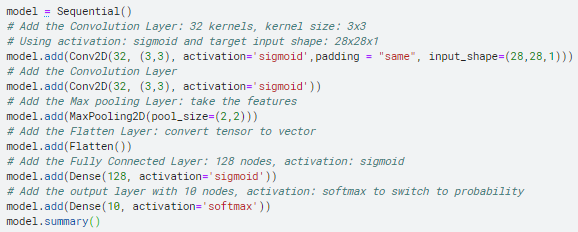 model = Sequential()
# Add the Convolution Layer: 32 kernels, kernel size: 3x3
# Using activation: sigmoid and target input shape: 28x28x1
model.add(Conv2D(32, (3,3), activation='sigmoid',padding = "same", input_shape=(28,28,1)))
# Add the Convolution Layer
model.add(Conv2D(32, (3,3), activation='sigmoid'))
# Add the Max pooling Layer: take the features
model.add(MaxPooling2D(pool_size=(2,2)))
# Add the Flatten Layer: convert tensor to vector
model.add(Flatten())
# Add the Fully Connected Layer: 128 nodes, activation: sigmoid
model.add(Dense(128, activation='sigmoid'))
# Add the output layer with 10 nodes, activation: softmax to switch to probability
model.add(Dense(10, activation='softmax'))
model.summary()